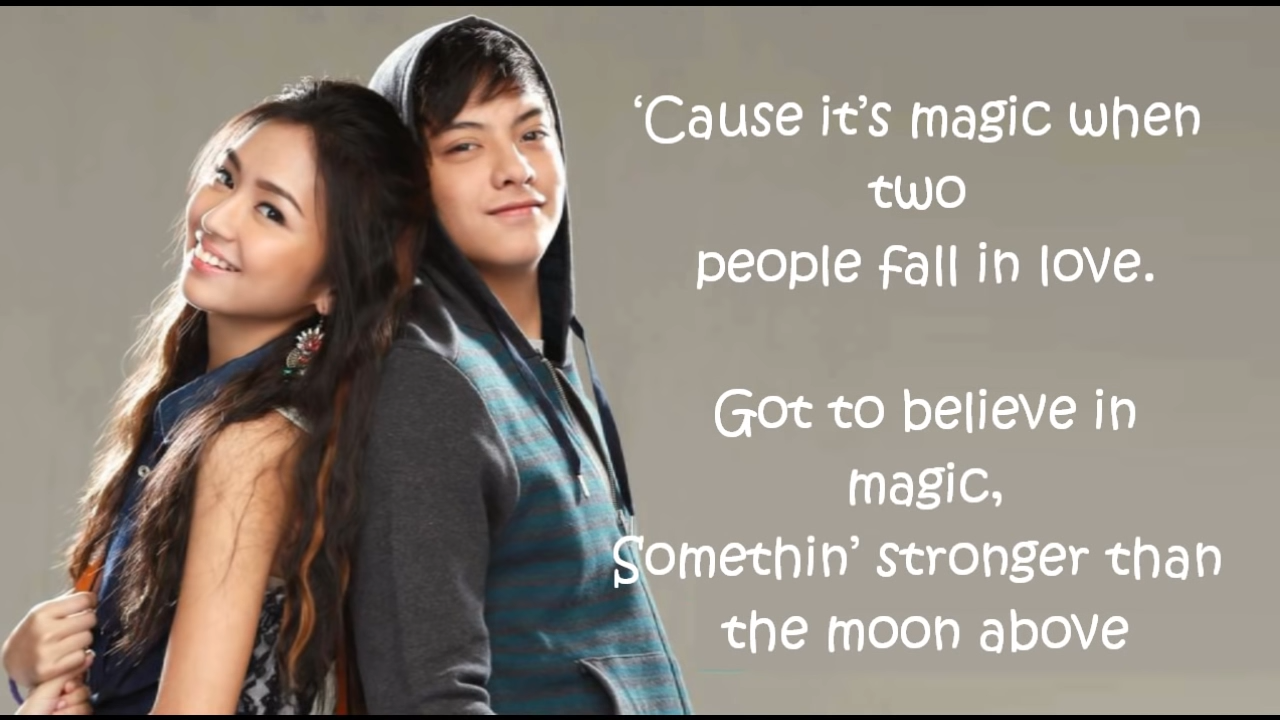 ‘Cause it’s magic when
two
people fall in love.
Got to believe in
magic,
Somethin’ stronger than
the moon above